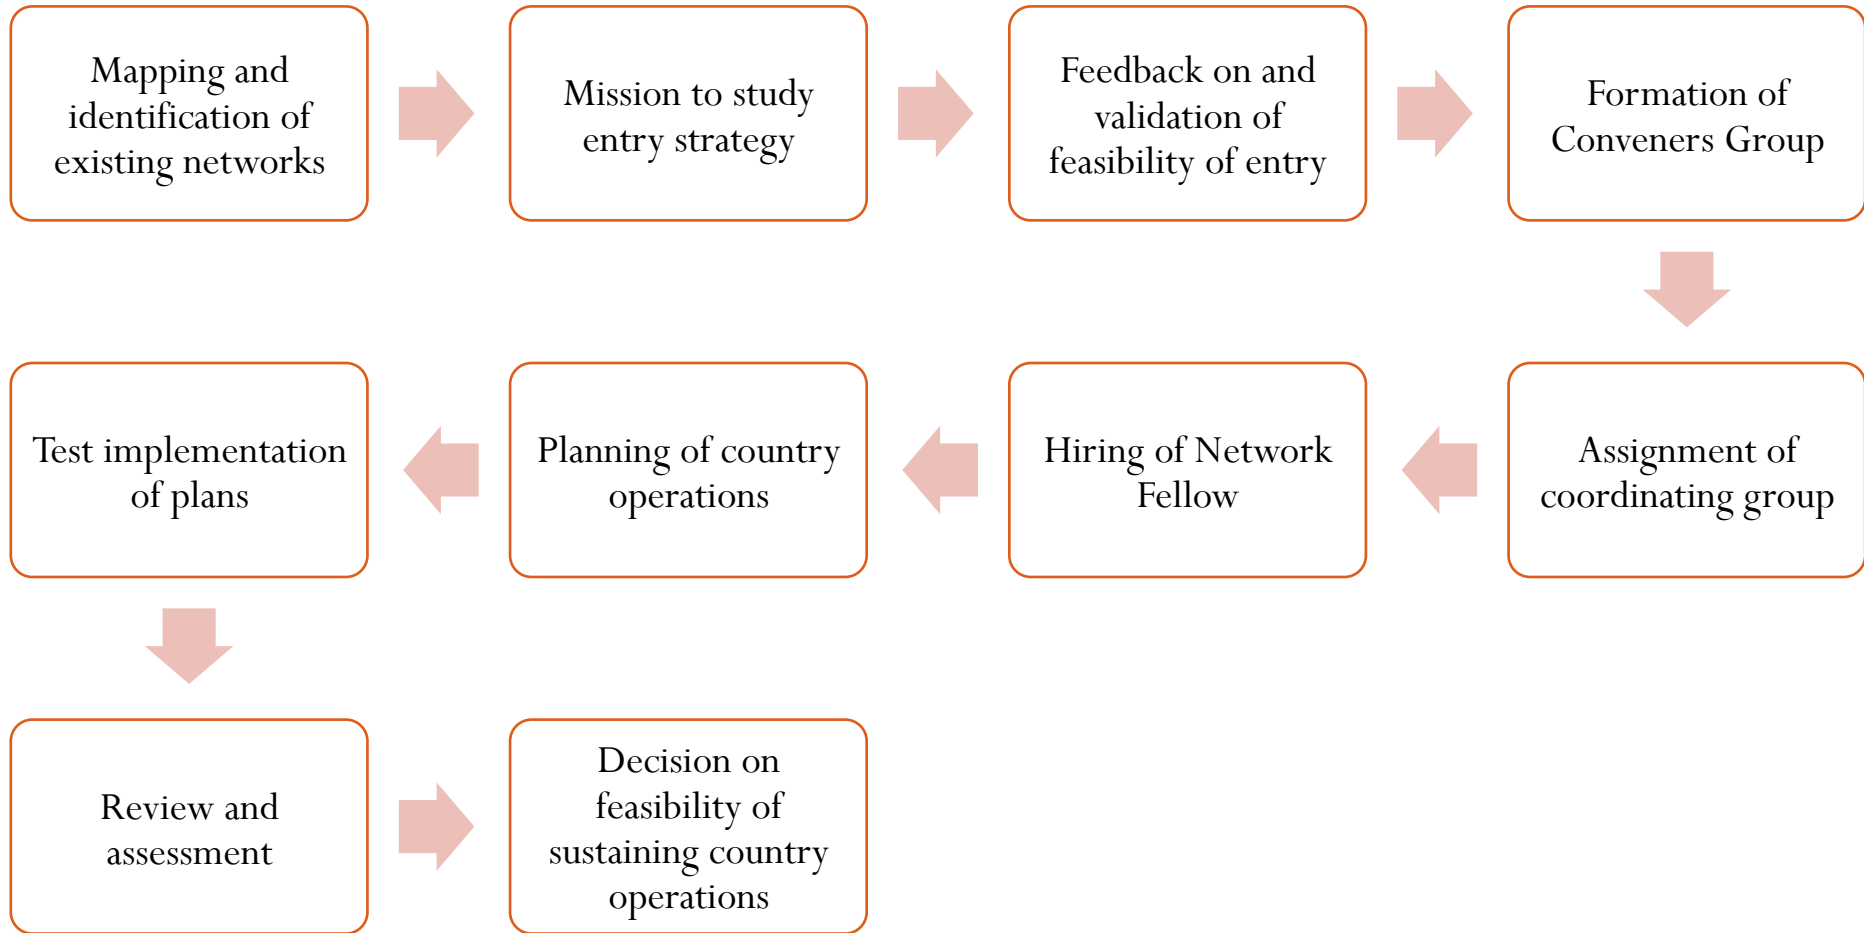 Mapping and
identification of
existing networks
Mission to study
entry strategy
Feedback on and
validation of
feasibility of entry
Formation of
Conveners Group
Assignment of
coordinating group
Hiring of Network
Fellow
Planning of country
operations
Test implementation
of plans
Review and
assessment
Decision on
feasibility of
sustaining country
operations